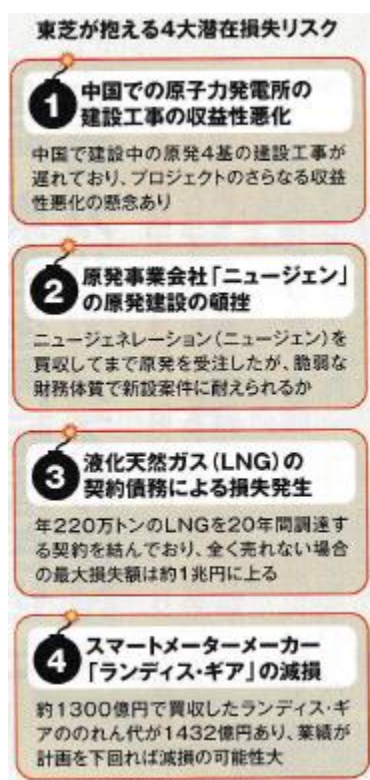 東芝が抱える4大潜在損失リスク
1
中国での原子力発電所の
建設工事の収益性悪化
中国で建設中の原発4基の建設工事が
遅れており、プロジェクトのさらなる収益
性悪化の懸念あり
2
原発事業会社「ニュージェン」
の原発建設の頓挫
ニュージェネレーション(ニュージェン)を
買収してまで原発を受注したが、脆弱な
財務体質で新設案件に耐えられるか
3
液化天然ガス(LNG)の
契約債務による損失発生
年220万トンのLNGを20年間調達す
る契約を結んでおり、全く売れない場合
の最大損失額は約1兆円に上る
4
スマートメーターメーカー
「ランディス・ギア」の減損
約1300億円で買収したランディス・ギ
アののれん代が1432億円あり、業績が
計画を下回れば減損の可能性大